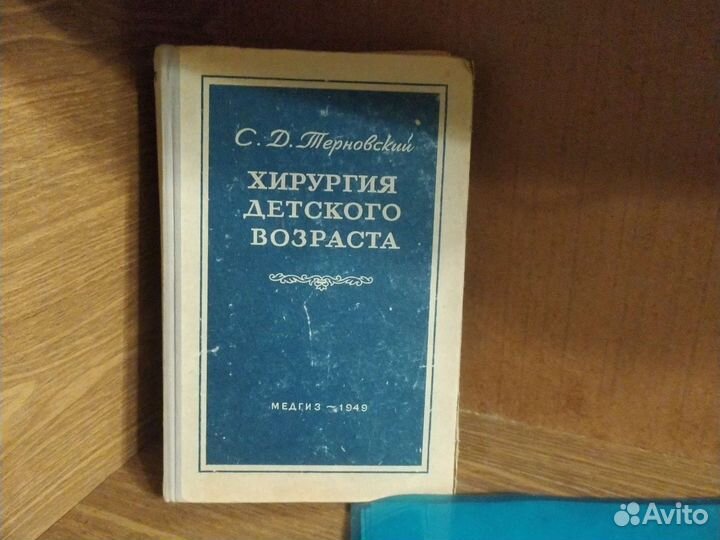 С. Д. Терновский
ХИРУРГИЯ
ДЕТСКОГО
ВОЗРАСТА
МЕДГИЗ — 1949
Avito